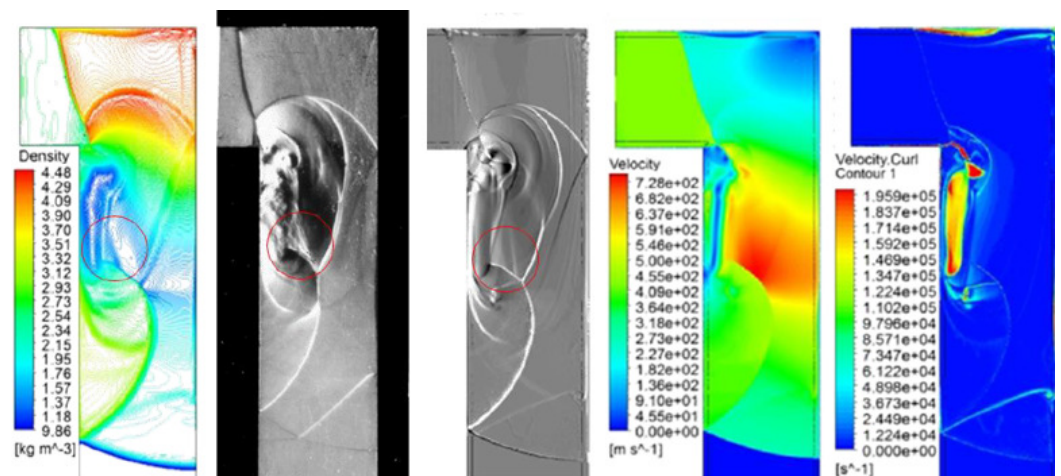 Density
4.48
4.29
4.09
3.90
3.70
3.51
3.32
3.12
2.93
2.73
2.54
2.34
2.15
1.95
1.76
1.57
1.37
1.18
9.86
[kg m^-3]
Velocity
7.28e+02
6.82e+02
6.37e+02
5.91e+02
5.46e+02
5.00e+02
4.55e+02
4.09e+02
3.64e+02
3.18e+02
2.73e+02
2.27e+02
1.82e+02
1.36e+02
9.10e+01
4.55e+01
0.00e+00
[m s^-1]
Velocity.Curl
Contour 1
1.959e+05
1.837e+05
1.714e+05
1.592e+05
1.469e+05
1.347e+05
1.224e+05
1.102e+05
9.796e+04
8.571e+04
7.347e+04
6.122e+04
4.898e+04
3.673e+04
2.449e+04
1.224e+04
0.000e+00
[s^-1]